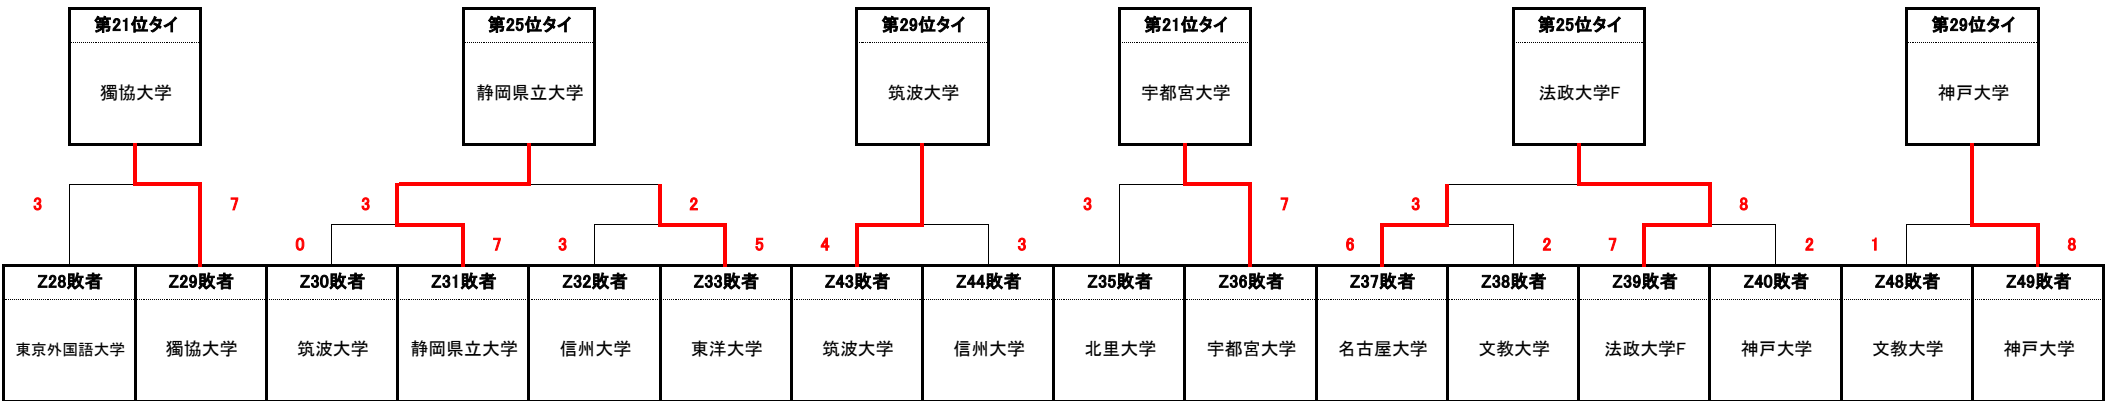 第21位タイ 第25位タイ 第29位タイ 第21位タイ 第25位タイ 第29位タイ
獨協大学 静岡県立大学 筑波大学 宇都宮大学 法政大学F 神戸大学
3 7 3 2 3 7 3 8
0 7 3 5 4 3 6 2 7 2 1 8
Z28敗者 Z29敗者 Z30敗者 Z31敗者 Z32敗者 Z33敗者 Z43敗者 Z44敗者 Z35敗者 Z36敗者 Z37敗者 Z38敗者 Z39敗者 Z40敗者 Z48敗者 Z49敗者
東京外国語大学 獨協大学 筑波大学 静岡県立大学 信州大学 東洋大学 筑波大学 信州大学 北里大学 宇都宮大学 名古屋大学 文教大学 法政大学F 神戸大学 文教大学 神戸大学